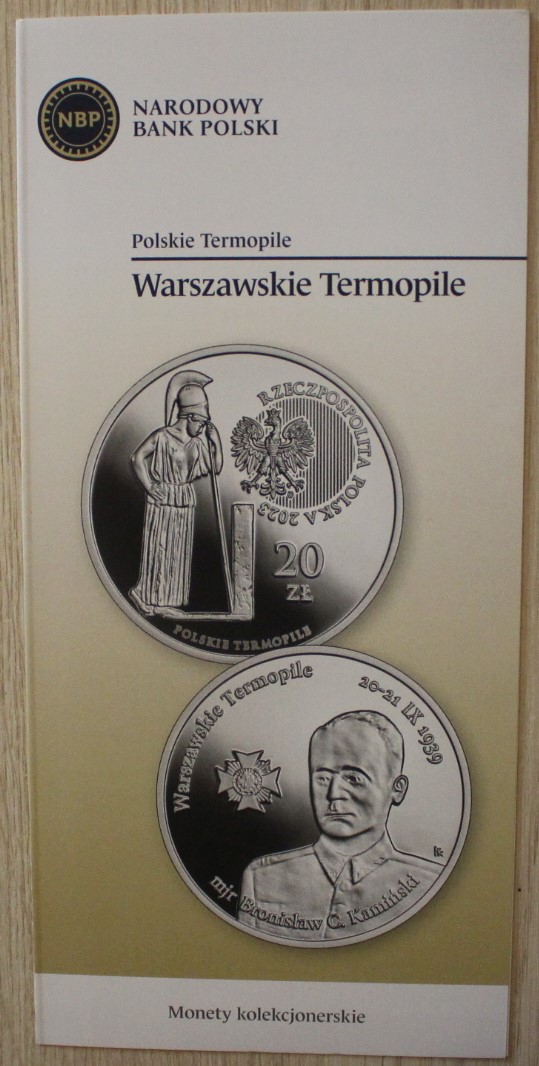 NBP
NARODOWY
BANK POLSKI
Polskie Termopile
Warszawskie Termopile
RZECZPOSPOLITA POLSKA 2023
20
ZŁ
POLSKIE TERMOPILE
Warszawskie Termopile
20-21 IX 1939
mjr Bronisław C. Kamiński
Monety kolekcjonerskie